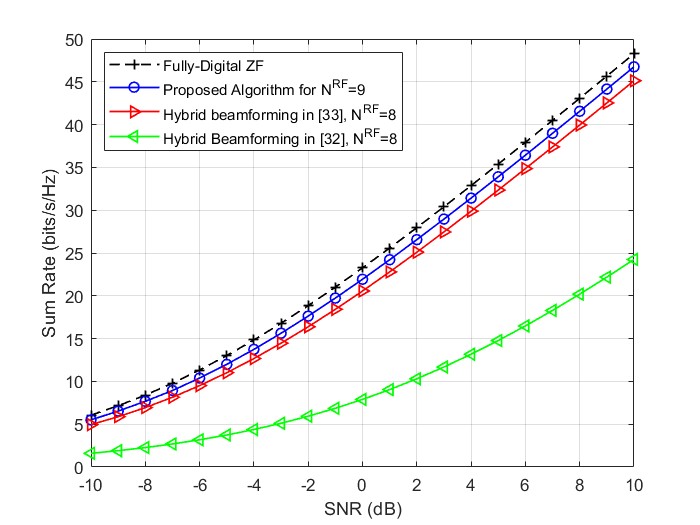 50
45
40
35
30
25
20
15
10
5
0
Sum Rate (bits/s/Hz)
Fully-Digital ZF
Proposed Algorithm for N^RF=9
Hybrid beamforming in [33], N^RF=8
Hybrid Beamforming in [32], N^RF=8
-10 -8 -6 -4 -2 0 2 4 6 8 10
SNR (dB)